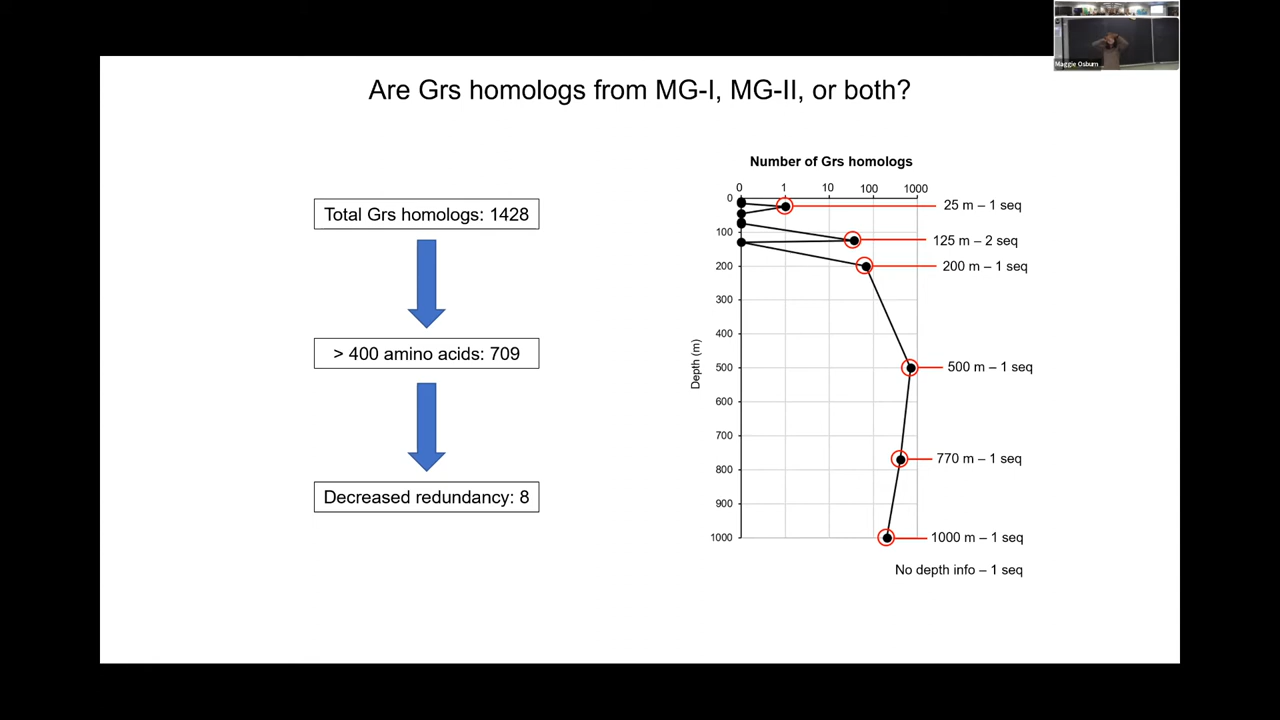 Maggie Osburn
Are Grs homologs from MG-I, MG-II, or both?
Total Grs homologs: 1428
> 400 amino acids: 709
Decreased redundancy: 8
Number of Grs homologs
0 1 10 100 1000
0
100
200
300
400
500
600
700
800
900
1000
Depth (m)
25 m – 1 seq
125 m – 2 seq
200 m – 1 seq
500 m – 1 seq
770 m – 1 seq
1000 m – 1 seq
No depth info – 1 seq